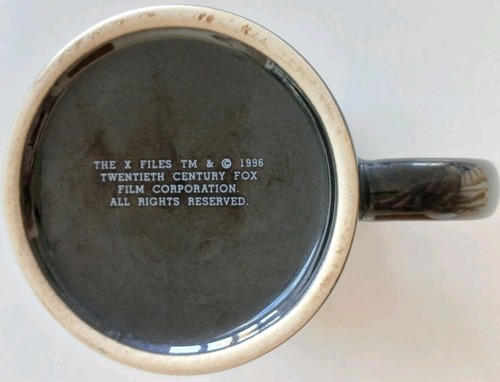 THE X FILES TM & © 1996
TWENTIETH CENTURY FOX
FILM CORPORATION.
ALL RIGHTS RESERVED.